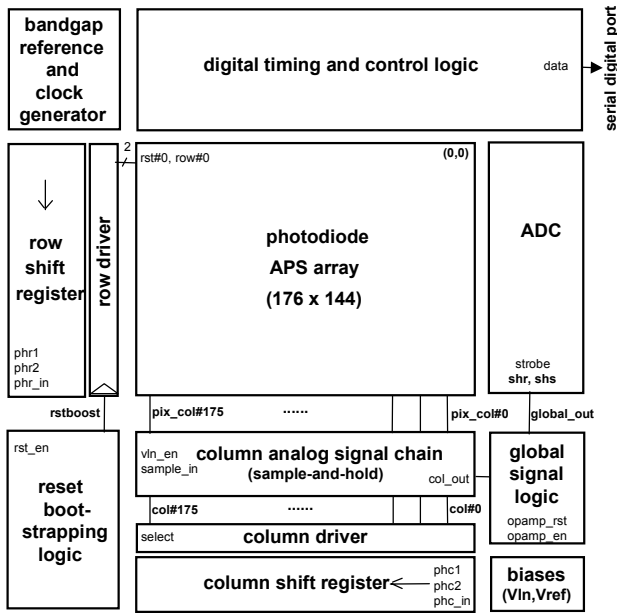 bandgap
reference
and
clock
generator
digital timing and control logic
data
serial digital port
2
rst#0, row#0
(0,0)
row
shift
register
phr1
phr2
phr_in
row driver
photodiode
APS array
(176 x 144)
ADC
strobe
shr, shs
rstboost
pix_col#175
......
pix_col#0
global_out
rst_en
reset
boot-
strapping
logic
vln_en
sample_in
column analog signal chain
(sample-and-hold)
col_out
global
signal
logic
opamp_rst
opamp_en
col#175
......
col#0
select
column driver
column shift register
phc1
phc2
phc_in
biases
(Vln,Vref)